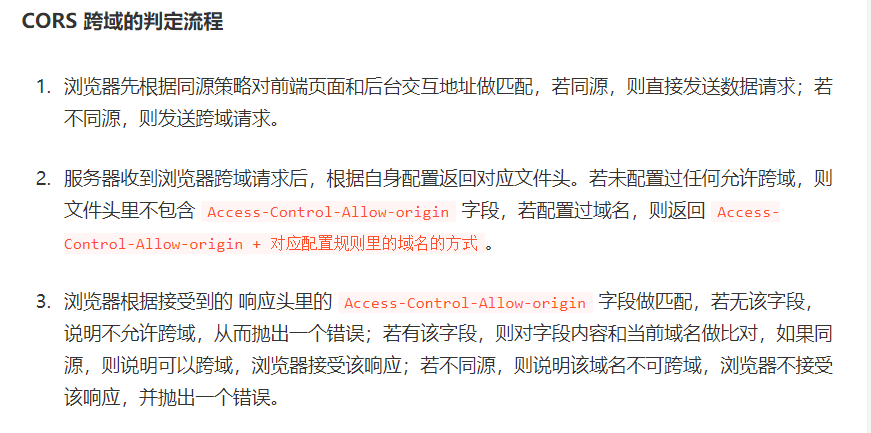 CORS 跨域的判定流程
1. 浏览器先根据同源策略对前端页面和后台交互地址做匹配，若同源，则直接发送数据请求；若
不同源，则发送跨域请求。
2. 服务器收到浏览器跨域请求后，根据自身配置返回对应文件头。若未配置过任何允许跨域，则
文件头里不包含 Access-Control-Allow-origin 字段，若配置过域名，则返回 Access-
Control-Allow-origin + 对应配置规则里的域名的方式 。
3. 浏览器根据接受到的 响应头里的 Access-Control-Allow-origin 字段做匹配，若无该字段，
说明不允许跨域，从而抛出一个错误；若有该字段，则对字段内容和当前域名做比对，如果同
源，则说明可以跨域，浏览器接受该响应；若不同源，则说明该域名不可跨域，浏览器不接受
该响应，并抛出一个错误。